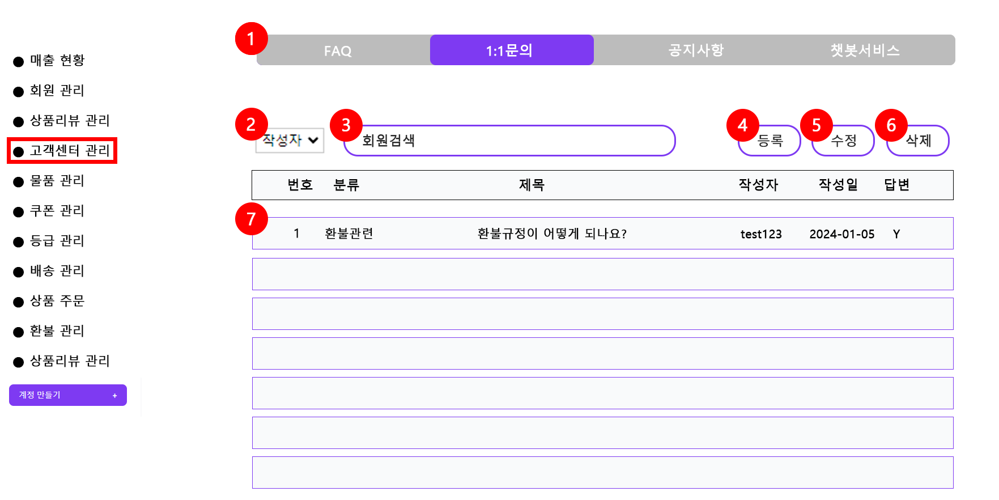 매출 현황
회원 관리
상품리뷰 관리
고객센터 관리
물품 관리
쿠폰 관리
등급 관리
배송 관리
상품 주문
환불 관리
상품리뷰 관리
계정 만들기 +
1 FAQ 1:1문의 공지사항 챗봇서비스
2 작성자 3 회원검색 4 등록 5 수정 6 삭제
번호 분류 제목 작성자 작성일 답변
7 1 환불관련 환불규정이 어떻게 되나요? test123 2024-01-05 Y